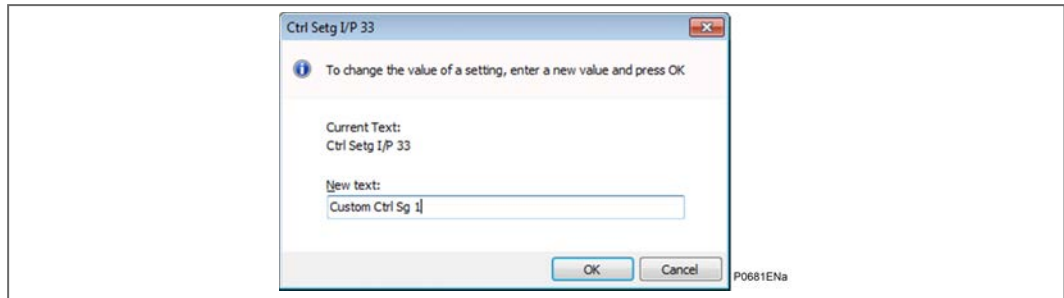 Ctrl Setg I/P 33
To change the value of a setting, enter a new value and press OK
Current Text:
Ctrl Setg I/P 33
New text:
Custom Ctrl Sg 1
OK Cancel
P0681ENa